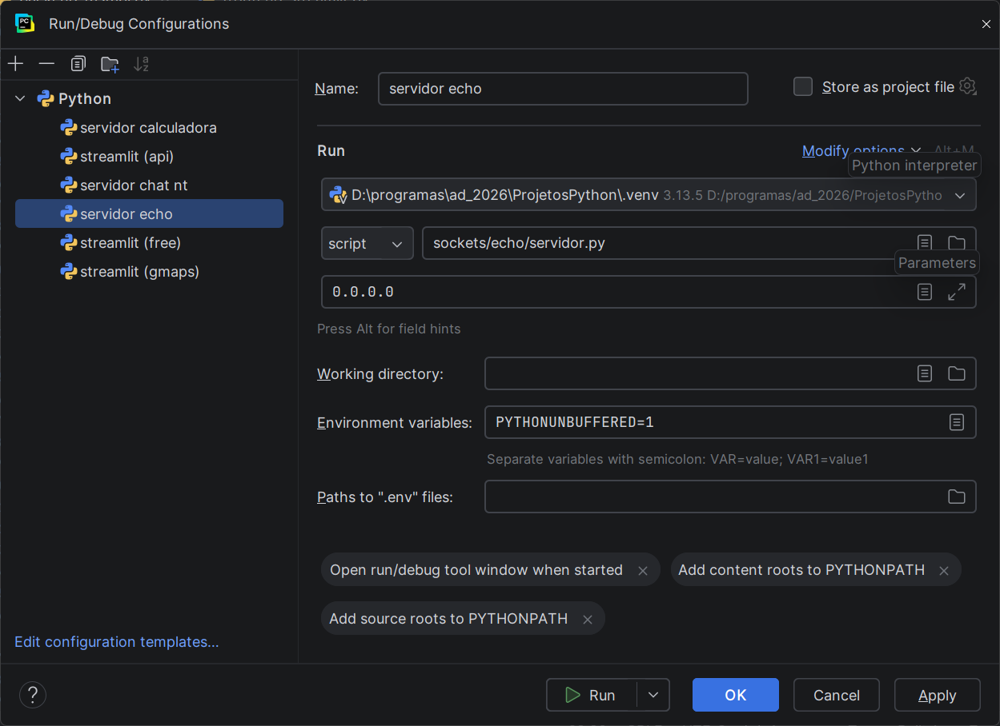 Run/Debug Configurations
Python
servidor calculadora
streamlit (api)
servidor chat nt
servidor echo
streamlit (free)
streamlit (gmaps)
Edit configuration templates...
Name: servidor echo
Store as project file
Run
Modify options Alt+M
Python interpreter
D:\programas\ad_2026\ProjetosPython\.venv 3.13.5 D:/programas/ad_2026/ProjetosPytho
script sockets/echo/servidor.py
Parameters
0.0.0.0
Press Alt for field hints
Working directory:
Environment variables: PYTHONUNBUFFERED=1
Separate variables with semicolon: VAR=value; VAR1=value1
Paths to ".env" files:
Open run/debug tool window when started
Add content roots to PYTHONPATH
Add source roots to PYTHONPATH
? Run OK Cancel Apply